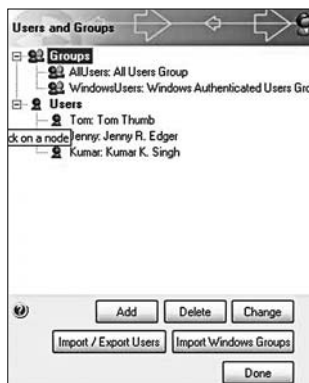 Users and Groups
Groups
AllUsers: All Users Group
WindowsUsers: Windows Authenticated Users Gro
Users
Tom: Tom Thumb
ck on a node Jenny: Jenny R. Edger
Kumar: Kumar K. Singh
Add Delete Change
Import / Export Users Import Windows Groups
Done